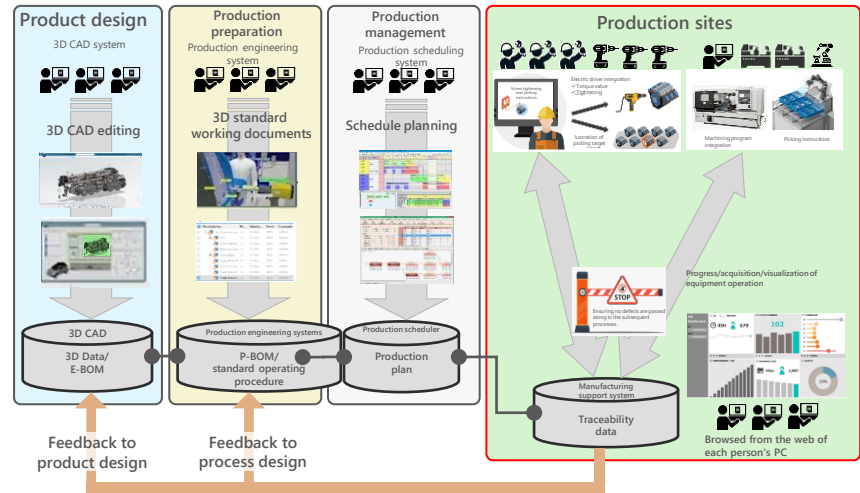 Product design
3D CAD system
3D CAD editing
3D CAD
3D Data/
E-BOM
Production
preparation
Production engineering
system
3D standard
working documents
Production engineering systems
P-BOM/
standard operating
procedure
Production
management
Production scheduling
system
Schedule planning
Production scheduler
Production
plan
Production sites
Screw tightening
and picking
instructions
Electric driver integration
✓Torque value
✓Tightening
lustration of
picking target
Machining program
integration
Picking instructions
STOP
Ensuring no defects are passed
along in the subsequent
processes.
Progress/acquisition/visualization of
equipment operation
102
Manufacturing
support system
Traceability
data
Browsed from the web of
each person's PC
Feedback to
product design
Feedback to
process design